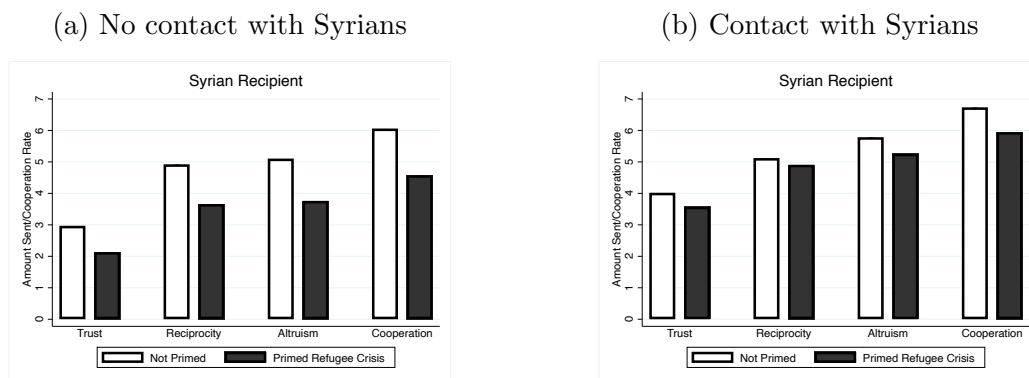 (a) No contact with Syrians
Syrian Recipient
Amount Sent/Cooperation Rate
7
6
5
4
3
2
1
0
Trust Reciprocity Altruism Cooperation
Not Primed Primed Refugee Crisis
(b) Contact with Syrians
Syrian Recipient
Amount Sent/Cooperation Rate
7
6
5
4
3
2
1
0
Trust Reciprocity Altruism Cooperation
Not Primed Primed Refugee Crisis